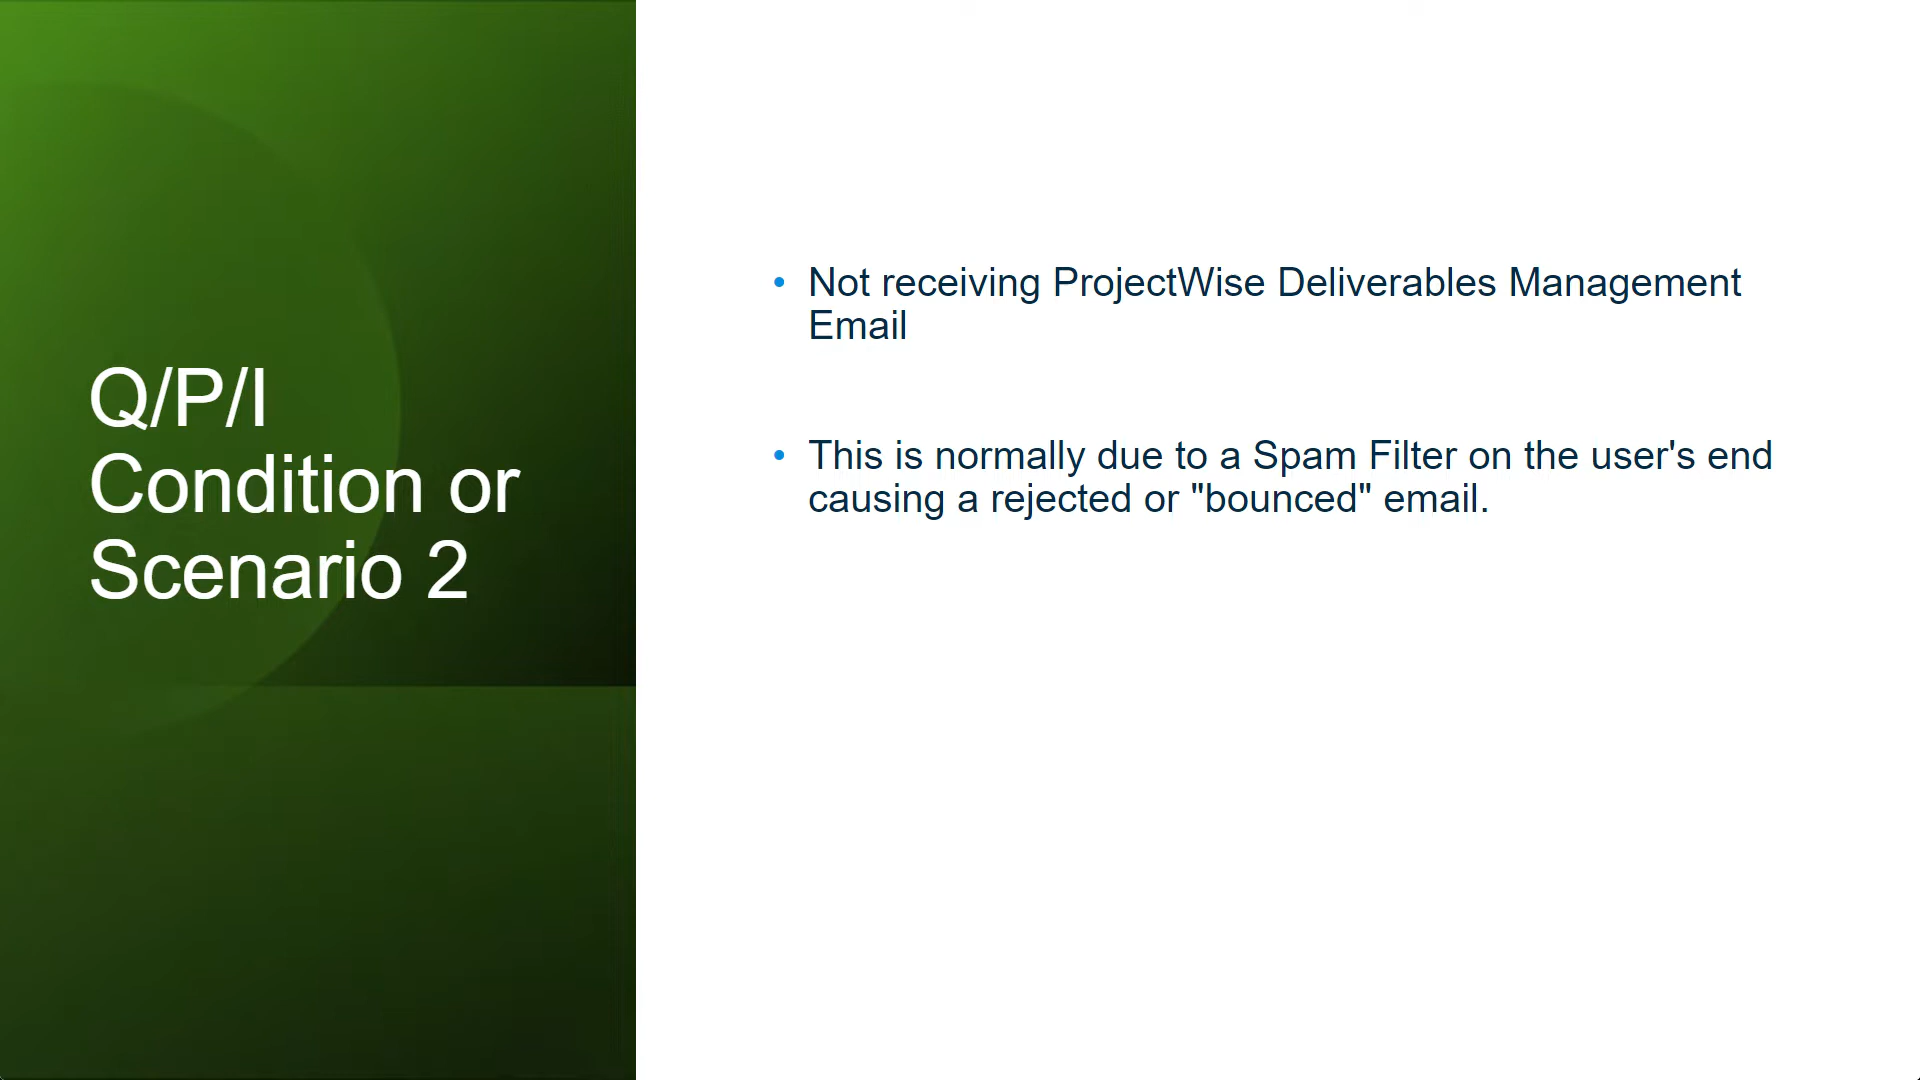 Q/P/I
Condition or
Scenario 2
• Not receiving ProjectWise Deliverables Management
Email
• This is normally due to a Spam Filter on the user's end
causing a rejected or "bounced" email.